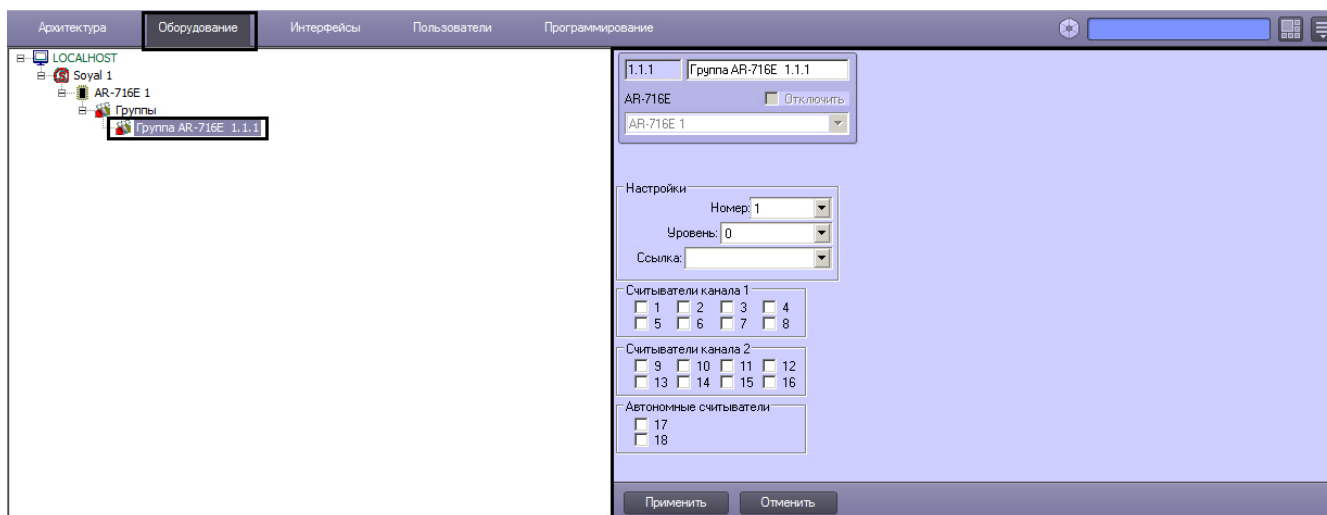 Архитектура Оборудование Интерфейсы Пользователи Программирование
LOCALHOST
Soyal 1
AR-716E 1
Группы
Группа AR-716E 1.1.1
1.1.1 Группа AR-716E 1.1.1
AR-716E Отключить
AR-716E 1
Настройки
Номер: 1
Уровень: 0
Ссылка:
Считыватели канала 1
1 2 3 4
5 6 7 8
Считыватели канала 2
9 10 11 12
13 14 15 16
Автономные считыватели
17
18
Применить Отменить